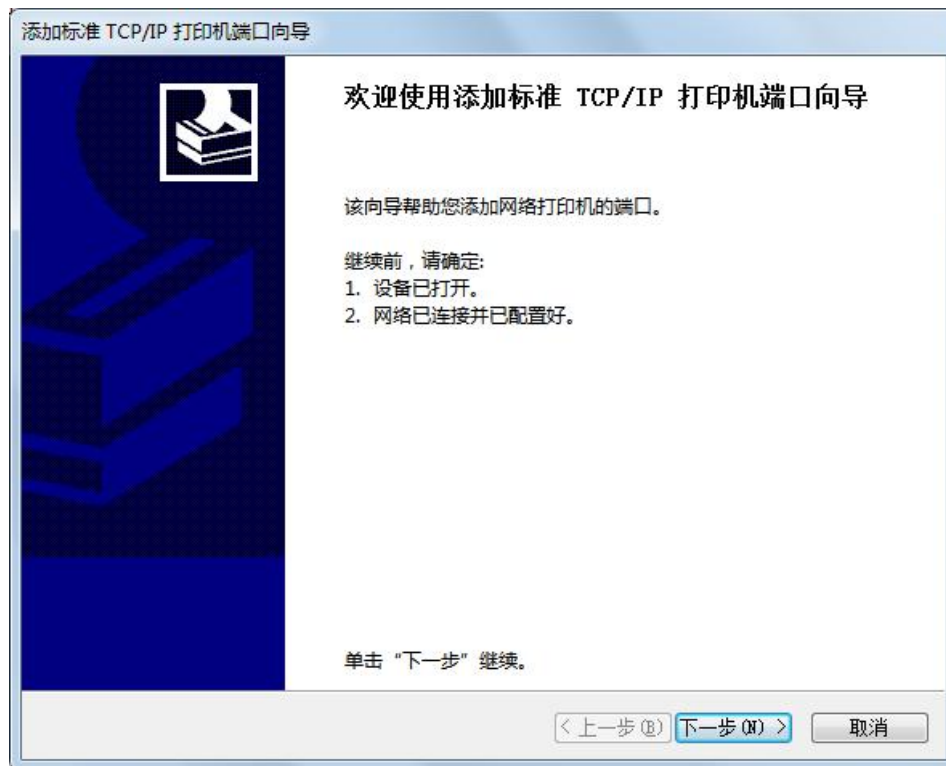 添加标准 TCP/IP 打印机端口向导
欢迎使用添加标准 TCP/IP 打印机端口向导
该向导帮助您添加网络打印机的端口。
继续前，请确定:
1. 设备已打开。
2. 网络已连接并已配置好。
单击“下一步”继续。
< 上一步(B) 下一步(N) > 取消